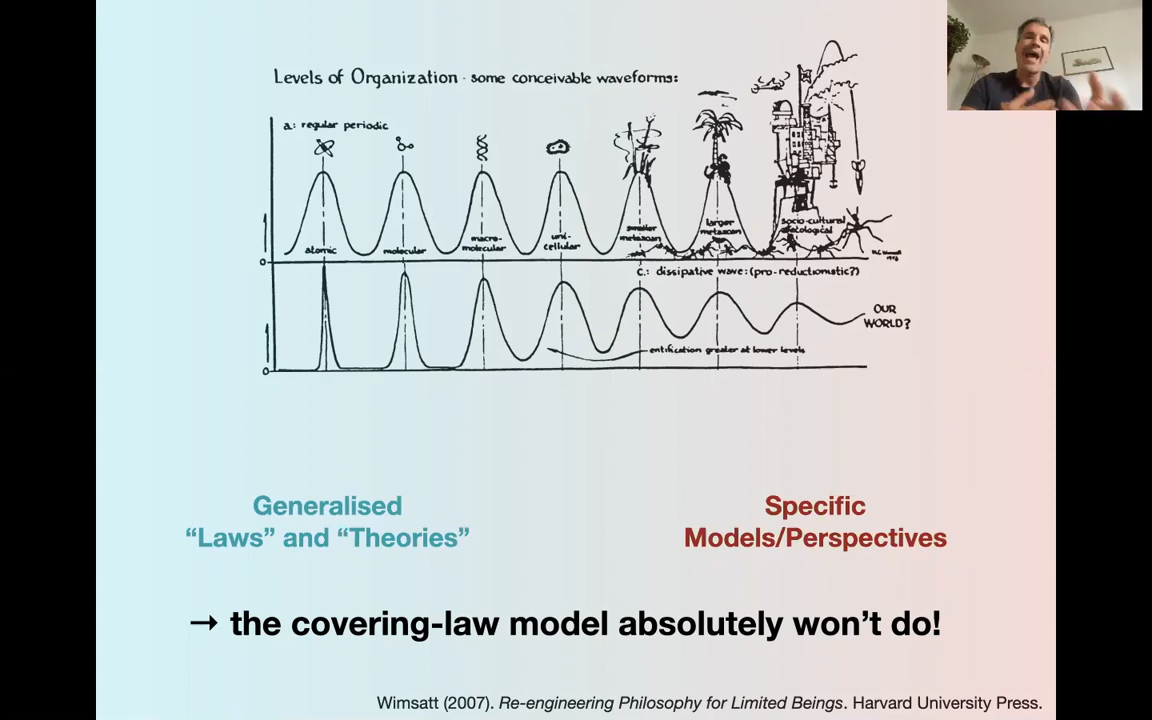 Levels of Organization - some conceivable waveforms:
a.: regular periodic
atomic
molecular
macro-
molecular
uni-
cellular
smaller
metazoan
larger
metazoan
socio-cultural
ecological
0
c.: dissipative wave: (pro-reductionistic?)
OUR
WORLD?
entification greater at lower levels
0
Generalised
“Laws” and “Theories”
Specific
Models/Perspectives
→ the covering-law model absolutely won’t do!
Wimsatt (2007). Re-engineering Philosophy for Limited Beings. Harvard University Press.